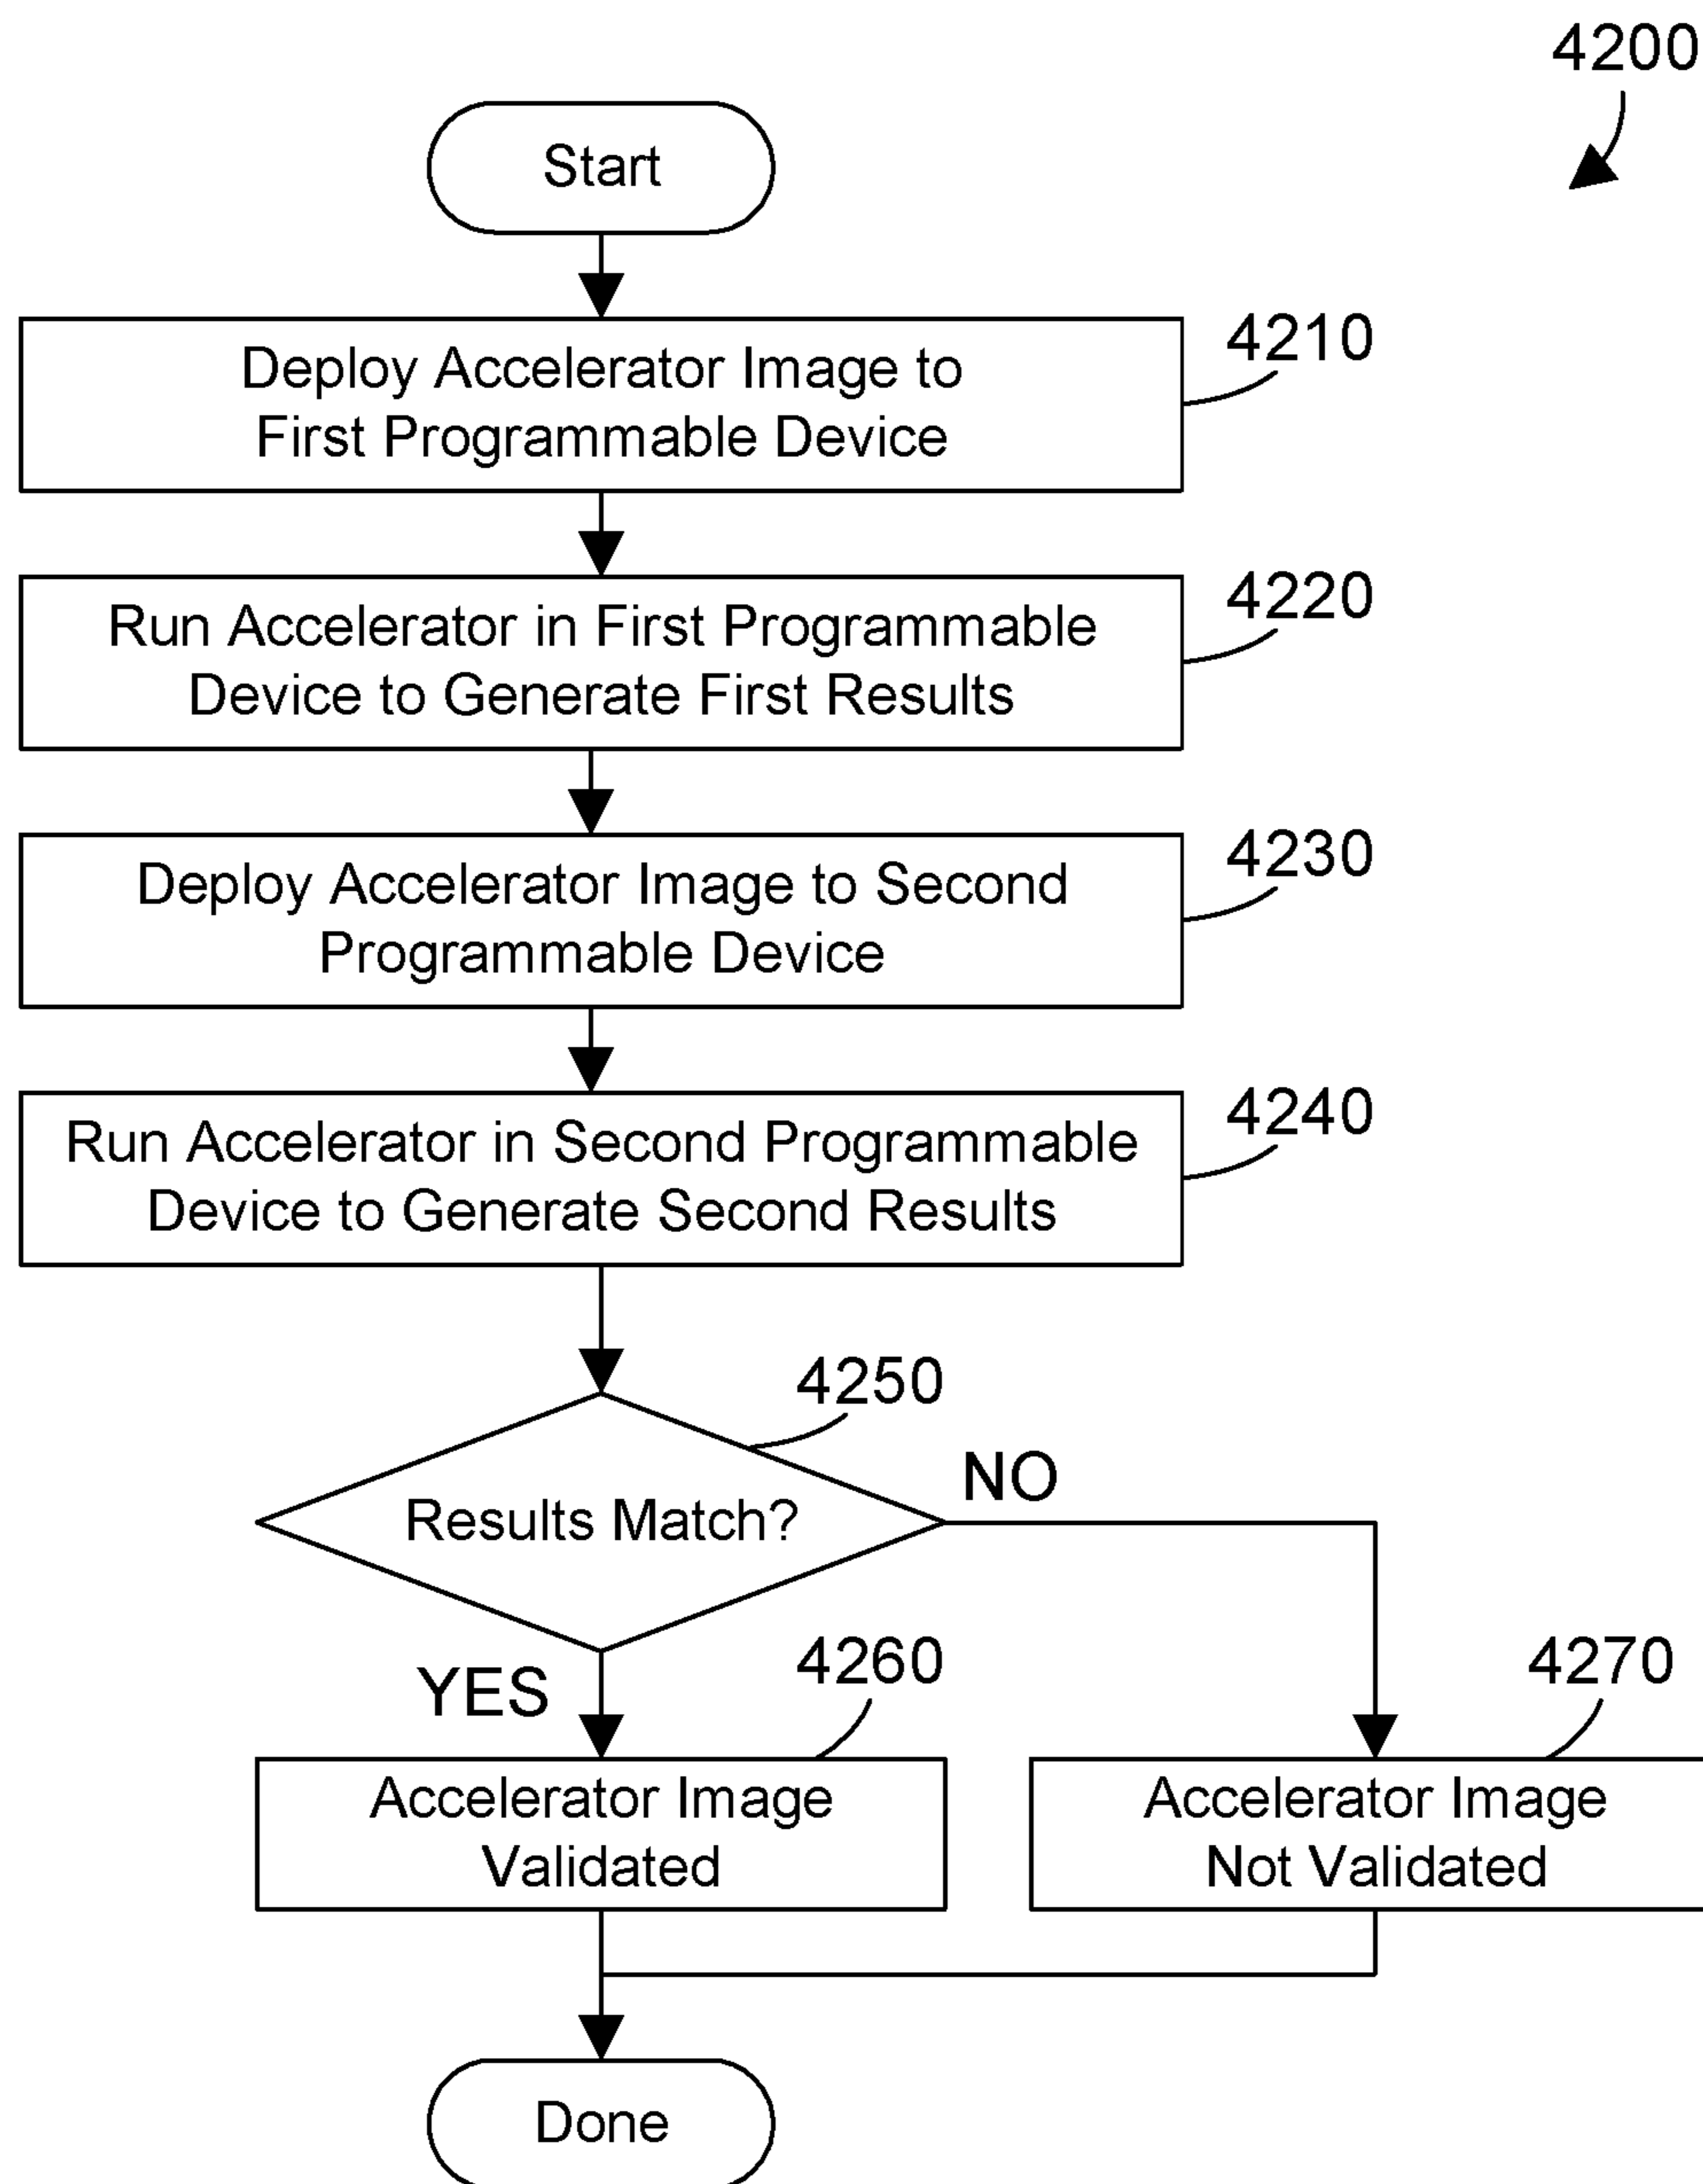 4200
Start
4210
Deploy Accelerator Image to
First Programmable Device
4220
Run Accelerator in First Programmable
Device to Generate First Results
4230
Deploy Accelerator Image to Second
Programmable Device
4240
Run Accelerator in Second Programmable
Device to Generate Second Results
4250
NO
Results Match?
YES
4260
4270
Accelerator Image
Validated
Accelerator Image
Not Validated
Done